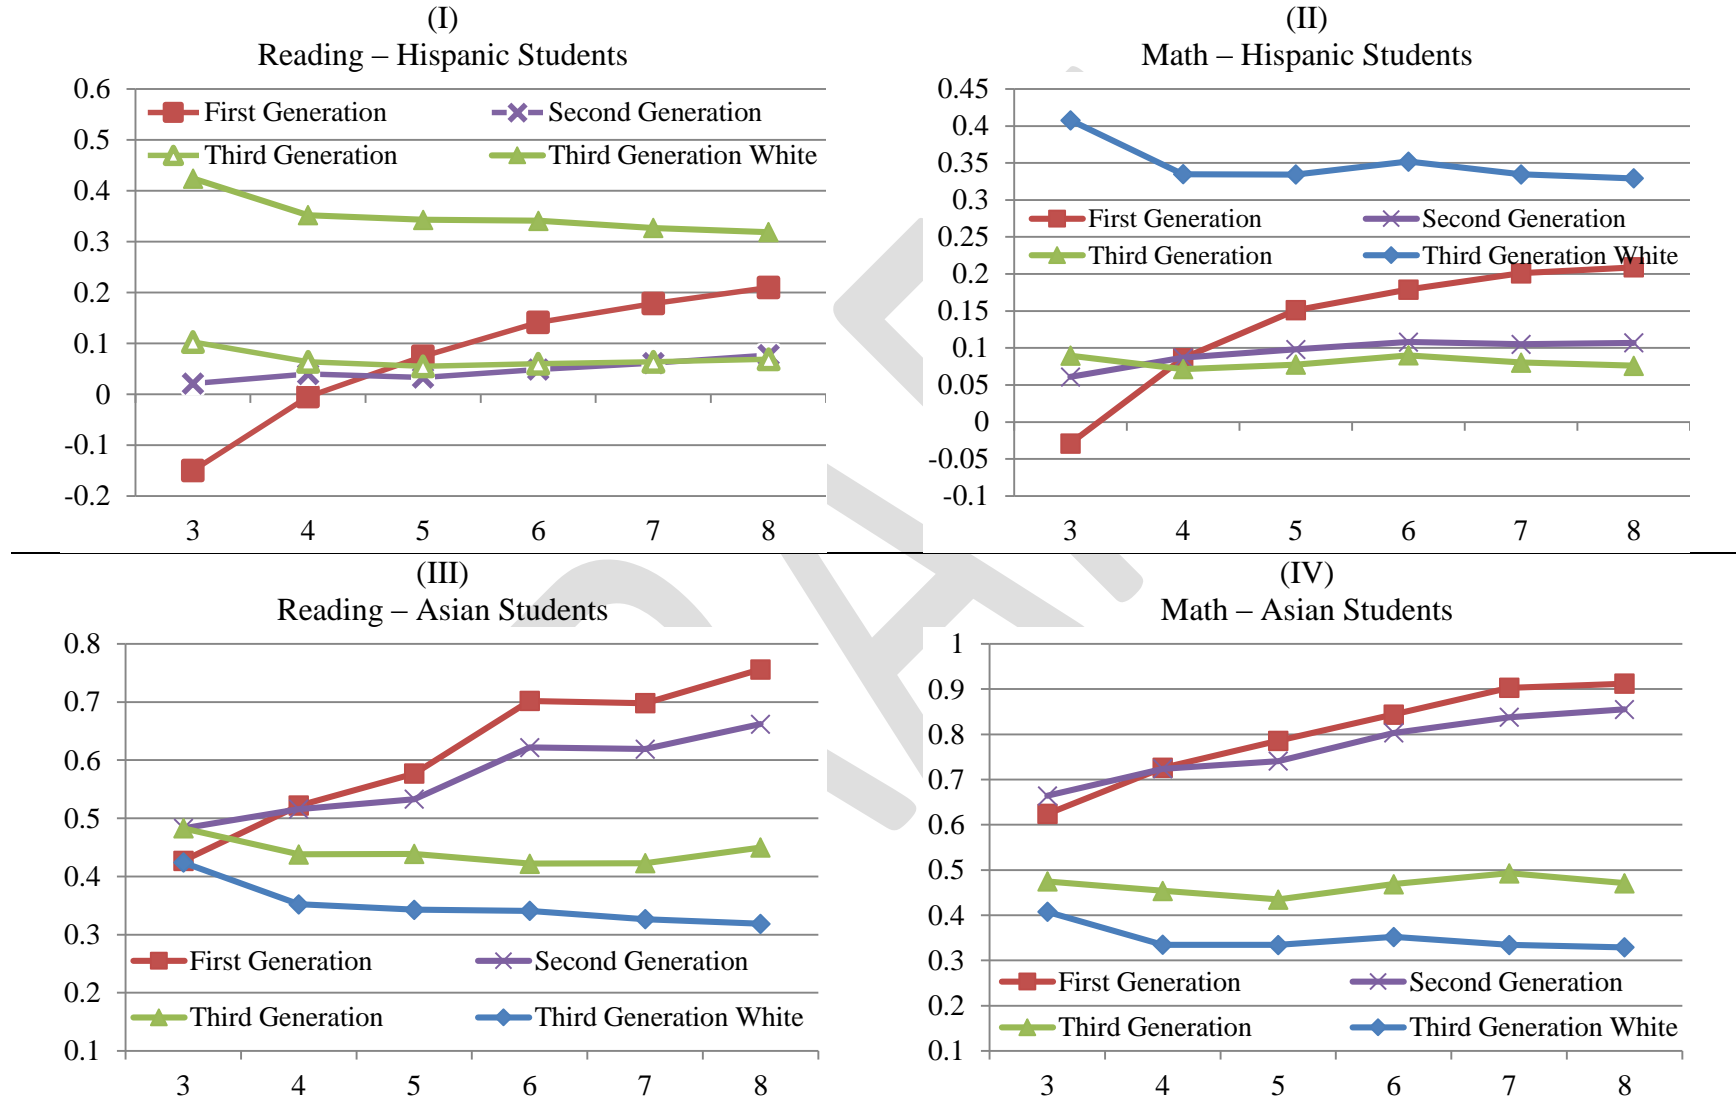 (I)
Reading – Hispanic Students
0.6
0.5
0.4
0.3
0.2
0.1
0
-0.1
-0.2
First Generation
Second Generation
Third Generation
Third Generation White
3 4 5 6 7 8
(II)
Math – Hispanic Students
0.45
0.4
0.35
0.3
0.25
0.2
0.15
0.1
0.05
0
-0.05
-0.1
First Generation
Second Generation
Third Generation
Third Generation White
3 4 5 6 7 8
(III)
Reading – Asian Students
0.8
0.7
0.6
0.5
0.4
0.3
0.2
0.1
First Generation
Second Generation
Third Generation
Third Generation White
3 4 5 6 7 8
(IV)
Math – Asian Students
1
0.9
0.8
0.7
0.6
0.5
0.4
0.3
0.2
0.1
First Generation
Second Generation
Third Generation
Third Generation White
3 4 5 6 7 8